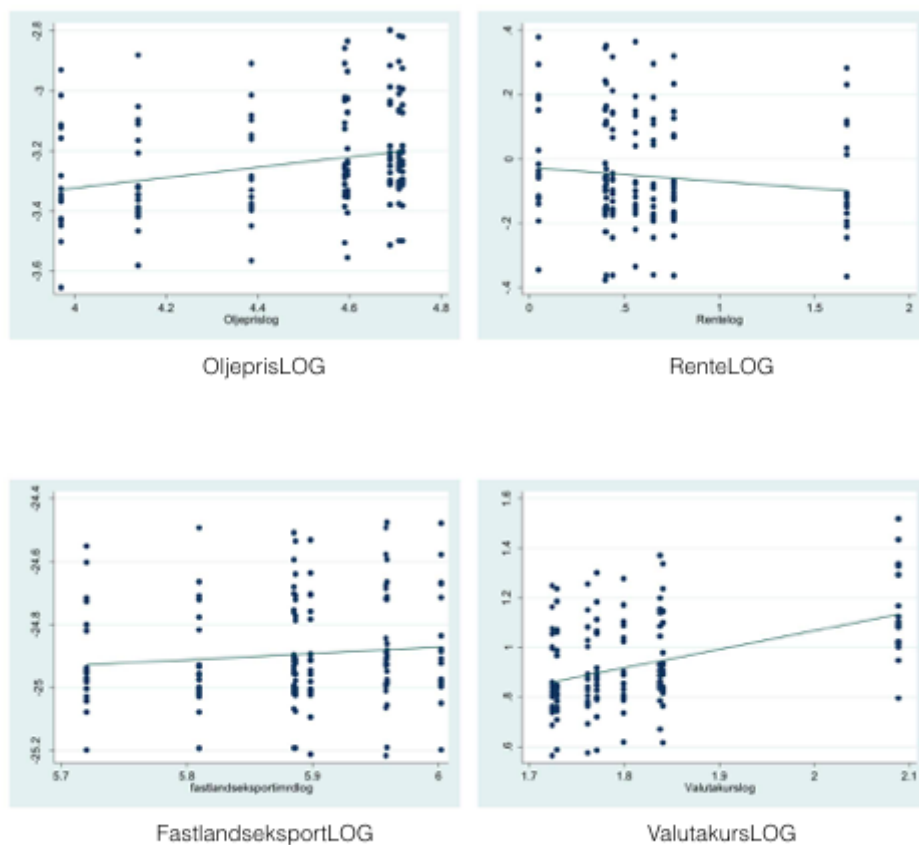 -2.8
-3
-3.2
-3.4
-3.6
4 4.2 4.4 4.6 4.8
Oljeprislog
OljeprisLOG
.4
.2
0
-.2
-.4
0 .5 1 1.5 2
Rentelog
RenteLOG
-24.4
-24.6
-24.8
-25
-25.2
5.7 5.8 5.9 6
fastlandseksportimrdlog
FastlandseksportLOG
1.6
1.4
1.2
1
.8
.6
1.7 1.8 1.9 2 2.1
Valutakurslog
ValutakursLOG